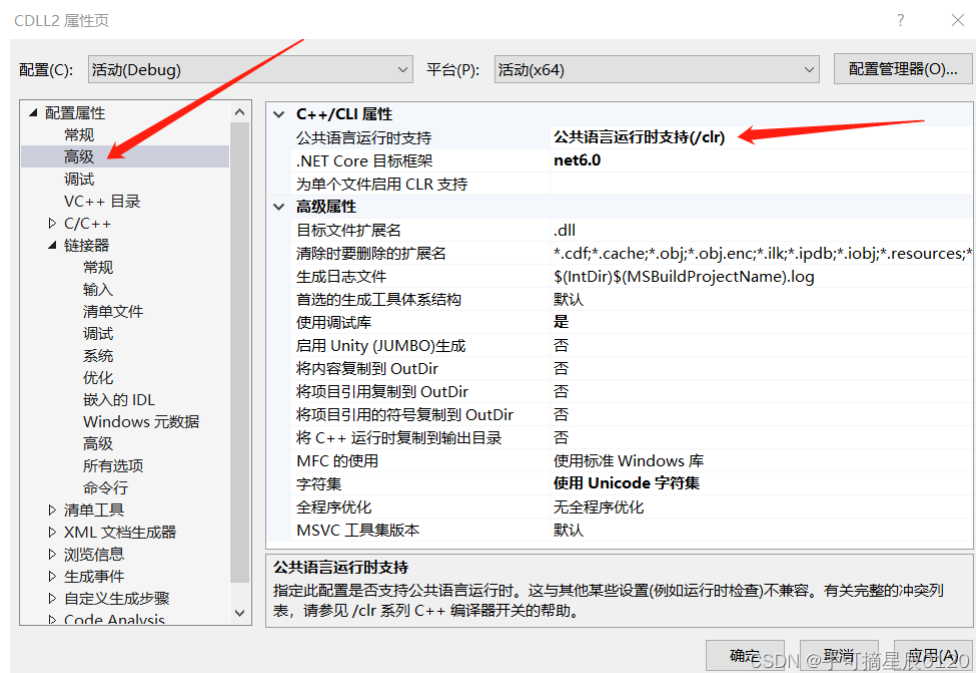 CDLL2 属性页
配置(C): 活动(Debug) 平台(P): 活动(x64) 配置管理器(O)...
配置属性
常规
高级
调试
VC++ 目录
C/C++
链接器
常规
输入
清单文件
调试
系统
优化
嵌入的 IDL
Windows 元数据
高级
所有选项
命令行
清单工具
XML 文档生成器
浏览信息
生成事件
自定义生成步骤
Code Analysis
C++/CLI 属性
公共语言运行时支持 公共语言运行时支持(/clr)
.NET Core 目标框架 net6.0
为单个文件启用 CLR 支持
高级属性
目标文件扩展名 .dll
清除时要删除的扩展名 *.cdf;*.cache;*.obj;*.obj.enc;*.ilk;*.ipdb;*.iobj;*.resources;*
生成日志文件 $(IntDir)$(MSBuildProjectName).log
首选的生成工具体系结构 默认
使用调试库 是
启用 Unity (JUMBO)生成 否
将内容复制到 OutDir 否
将项目引用复制到 OutDir 否
将项目引用的符号复制到 OutDir 否
将 C++ 运行时复制到输出目录 否
MFC 的使用 使用标准 Windows 库
字符集 使用 Unicode 字符集
全程序优化 无全程序优化
MSVC 工具集版本 默认
公共语言运行时支持
指定此配置是否支持公共语言运行时。这与其他某些设置(例如运行时检查)不兼容。有关完整的冲突列
表，请参见 /clr 系列 C++ 编译器开关的帮助。
确定 取消 应用(A)
CSDN @手可摘星辰0120